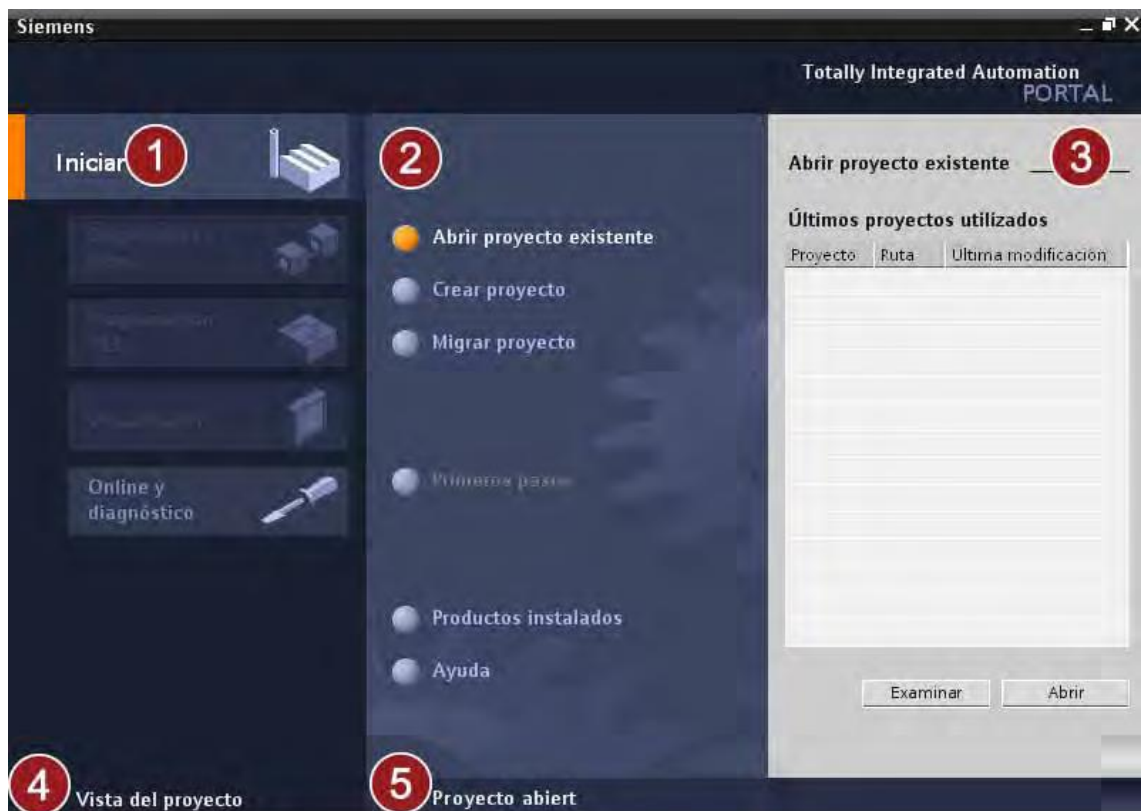 Siemens
Totally Integrated Automation
PORTAL
Iniciar
1
2
3
Abrir proyecto existente
Crear proyecto
Migrar proyecto
Primeros pasos
Productos instalados
Ayuda
Online y
diagnóstico
Abrir proyecto existente
Últimos proyectos utilizados
Proyecto Ruta Última modificación
Examinar Abrir
4
Vista del proyecto
5
Proyecto abiert